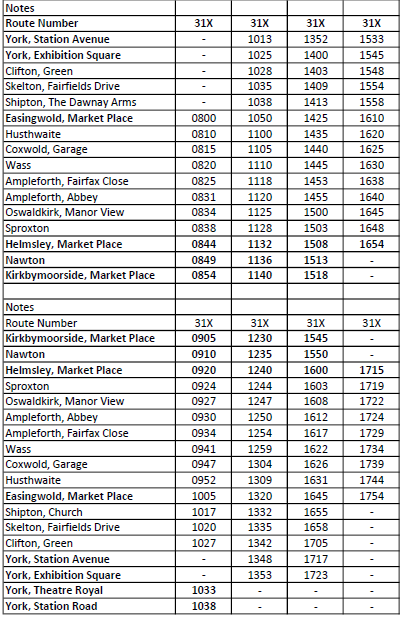 Notes
Route Number 31X 31X 31X 31X
York, Station Avenue - 1013 1352 1533
York, Exhibition Square - 1025 1400 1545
Clifton, Green - 1028 1403 1548
Skelton, Fairfields Drive - 1035 1409 1554
Shipton, The Dawnay Arms - 1038 1413 1558
Easingwold, Market Place 0800 1050 1425 1610
Husthwaite 0810 1100 1435 1620
Coxwold, Garage 0815 1105 1440 1625
Wass 0820 1110 1445 1630
Ampleforth, Fairfax Close 0825 1118 1453 1638
Ampleforth, Abbey 0831 1120 1455 1640
Oswaldkirk, Manor View 0834 1125 1500 1645
Sproxton 0838 1128 1503 1648
Helmsley, Market Place 0844 1132 1508 1654
Nawton 0849 1136 1513 -
Kirkbymoorside, Market Place 0854 1140 1518 -
Notes
Route Number 31X 31X 31X 31X
Kirkbymoorside, Market Place 0905 1230 1545 -
Nawton 0910 1235 1550 -
Helmsley, Market Place 0920 1240 1600 1715
Sproxton 0924 1244 1603 1719
Oswaldkirk, Manor View 0927 1247 1608 1722
Ampleforth, Abbey 0930 1250 1612 1724
Ampleforth, Fairfax Close 0934 1254 1617 1729
Wass 0941 1259 1622 1734
Coxwold, Garage 0947 1304 1626 1739
Husthwaite 0952 1309 1631 1744
Easingwold, Market Place 1005 1320 1645 1754
Shipton, Church 1017 1332 1655 -
Skelton, Fairfields Drive 1020 1335 1658 -
Clifton, Green 1027 1342 1705 -
York, Station Avenue - 1348 1717 -
York, Exhibition Square - 1353 1723 -
York, Theatre Royal 1033 - - -
York, Station Road 1038 - - -